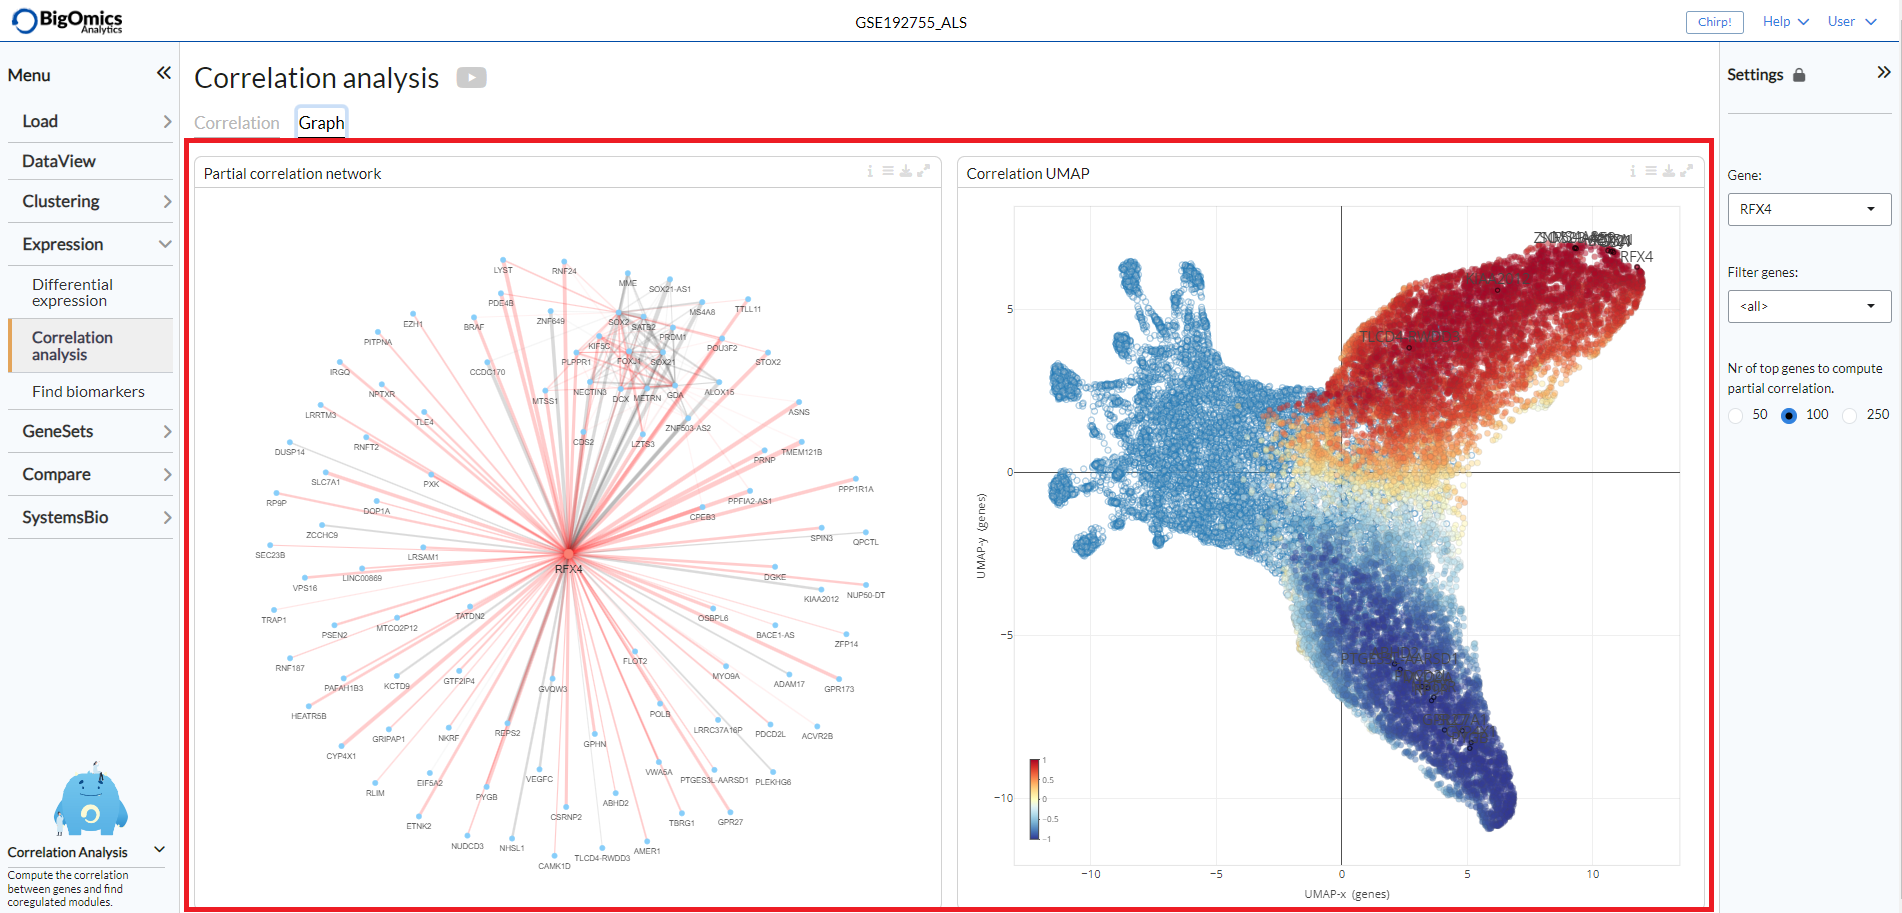 BigOmics
Analytics
GSE192755_ALS
Chirp!
Help
User
Menu
Load
DataView
Clustering
Expression
Differential
expression
Correlation
analysis
Find biomarkers
GeneSets
Compare
SystemsBio
Correlation Analysis
Compute the correlation
between genes and find
coregulated modules.
Correlation analysis
Correlation
Graph
Partial correlation network
LYST
RNF24
MME
SOX21-AS1
PDE4B
MS4A8
TTLL11
EZH1
BRAF
ZNF649
SOX2
SATB2
PRDM1
PITPNA
KIF5C
POU3F2
IRGQ
CCDC170
PLPPR1
FOXJ1
SOX21
STOX2
NPTXR
MTSS1
NECTIN3
DCX
METRN
GDA
ALOX15
LRRTM3
TLE4
ASNS
ZNF503-AS2
DUSP14
RNFT2
CDS2
LZTS3
PRNP
TMEM121B
SLC7A1
PXK
RP9P
DOP1A
PPFIA2-AS1
PPP1R1A
CPEB3
ZCCHC9
SPIN3
QPCTL
SEC23B
LRSAM1
RFX4
VPS16
LINC00869
DGKE
KIAA2012
NUP50-DT
TRAP1
PSEN2
MTCO2P12
TATDN2
OSBPL6
BACE1-AS
ZFP14
RNF187
FLOT2
PAFAH1B3
KCTD9
GTF2IP4
GVQW3
MYO9A
ADAM17
GPR173
HEATR5B
POLB
CYP4X1
GRIPAP1
NKRF
REPS2
GPHN
LRRC37A16P
PDCD2L
ACVR2B
RLIM
EIF5A2
VEGFC
VWA5A
PTGES3L-AARSD1
PLEKHG6
PYGB
ABHD2
ETNK2
CSRNP2
TBRG1
GPR27
NUDCD3
NHSL1
CAMK1D
TLCD4-RWDD3
AMER1
Correlation UMAP
RFX4
5
0
−5
−10
UMAP-y (genes)
1
0.5
0
−0.5
−1
−10
−5
0
5
10
UMAP-x (genes)
Settings
Gene:
RFX4
Filter genes:
<all>
Nr of top genes to compute
partial correlation.
50
100
250